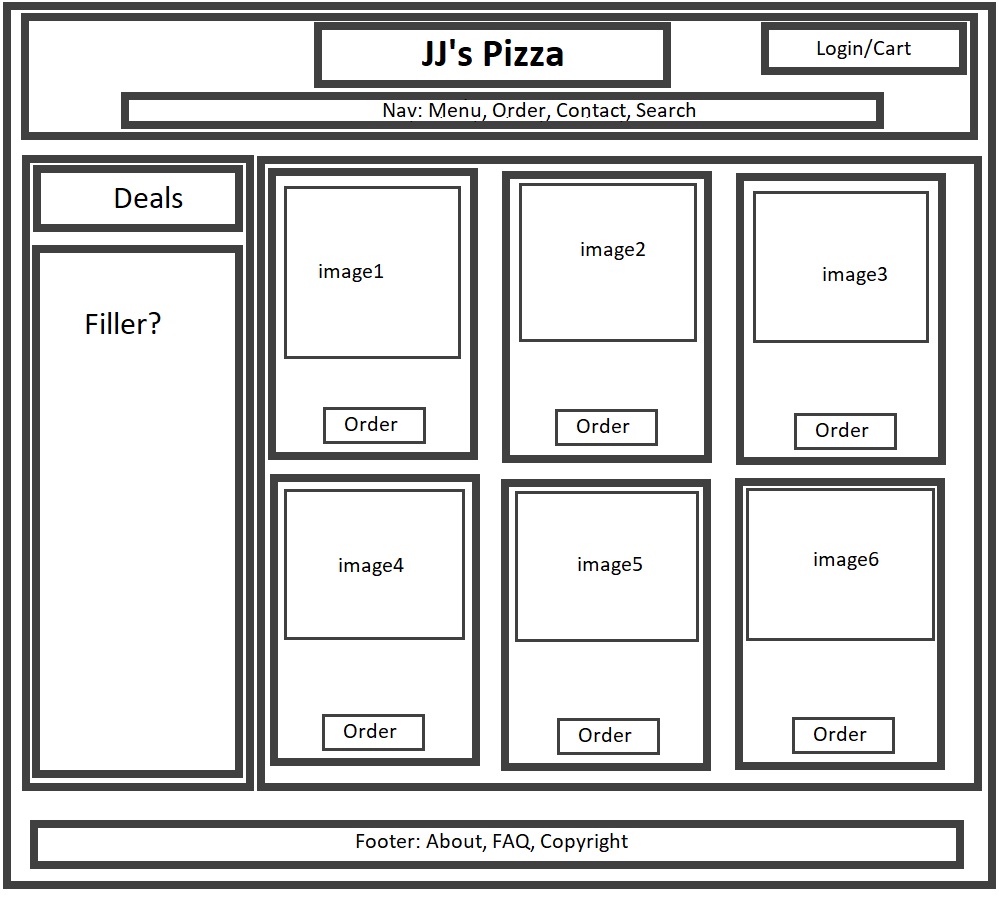 JJ's Pizza
Login/Cart
Nav: Menu, Order, Contact, Search
Deals
Filler?
image1
image2
image3
Order
Order
Order
image4
image5
image6
Order
Order
Order
Footer: About, FAQ, Copyright